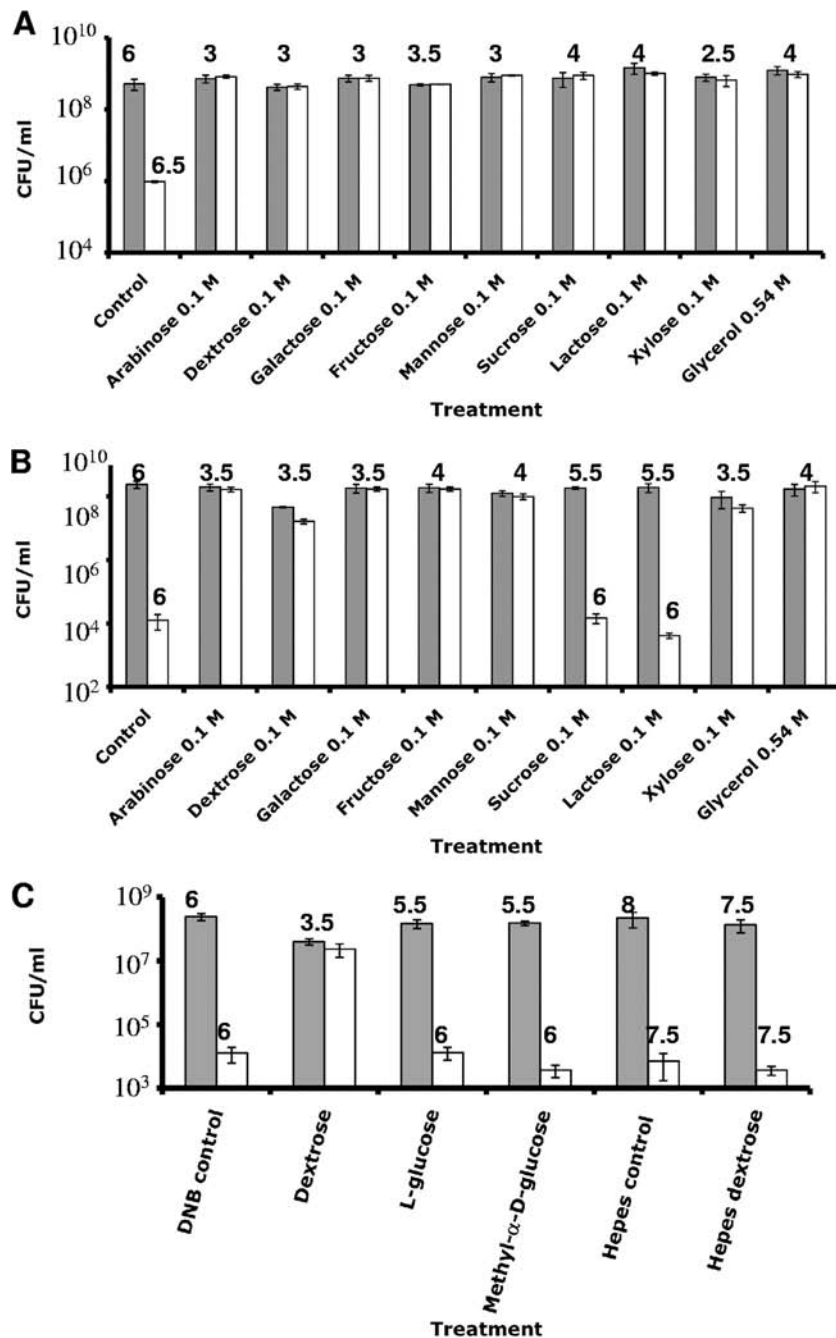 A
10^10
10^8
10^6
10^4
CFU/ml
6 6.5 3 3 3 3.5 3 4 4 2.5 4
Control
Arabinose 0.1 M
Dextrose 0.1 M
Galactose 0.1 M
Fructose 0.1 M
Mannose 0.1 M
Sucrose 0.1 M
Lactose 0.1 M
Xylose 0.1 M
Glycerol 0.54 M
Treatment
B
10^10
10^8
10^6
10^4
10^2
CFU/ml
6 6 3.5 3.5 3.5 4 4 5.5 6 5.5 6 3.5 4
Control
Arabinose 0.1 M
Dextrose 0.1 M
Galactose 0.1 M
Fructose 0.1 M
Mannose 0.1 M
Sucrose 0.1 M
Lactose 0.1 M
Xylose 0.1 M
Glycerol 0.54 M
Treatment
C
10^9
10^7
10^5
10^3
CFU/ml
6 6 3.5 5.5 6 5.5 6 8 7.5 7.5 7.5
DNB control
Dextrose
L-glucose
Methyl-α-D-glucose
Hepes control
Hepes dextrose
Treatment